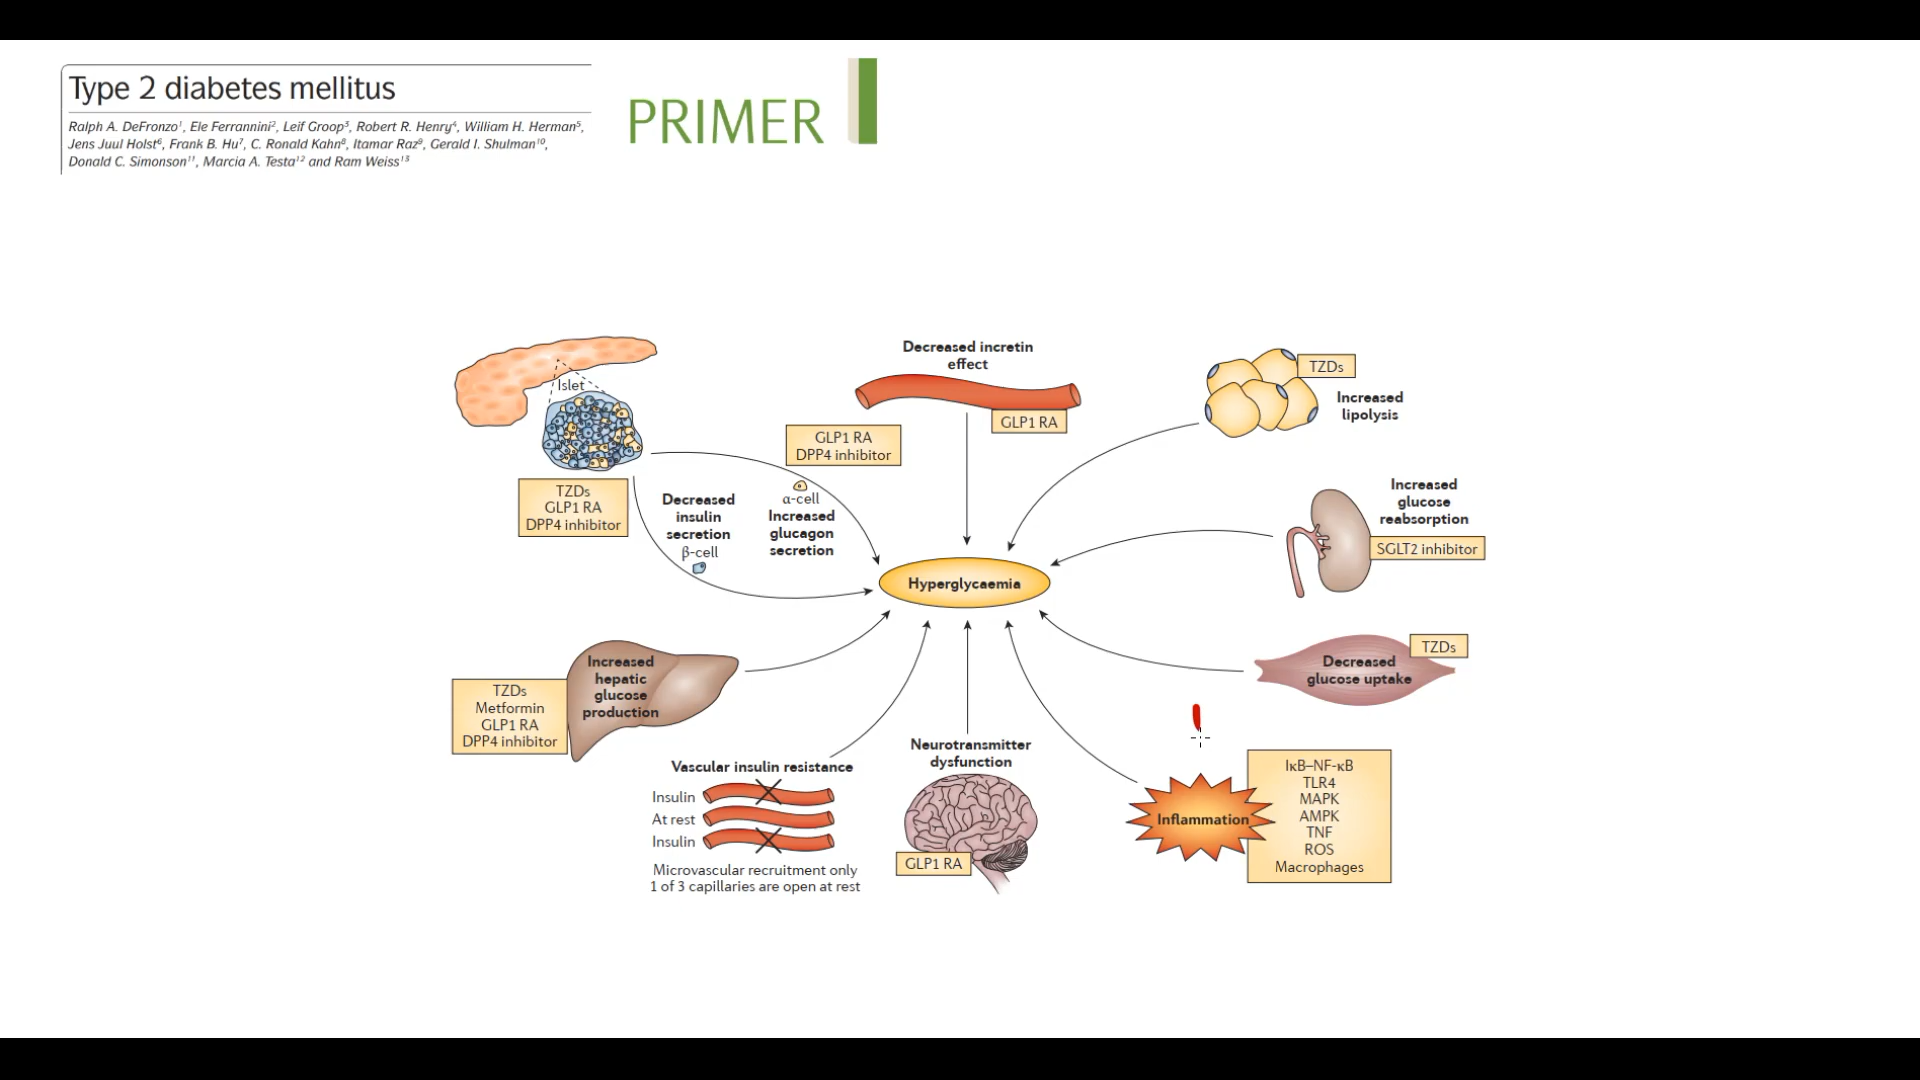 Type 2 diabetes mellitus
PRIMER
Ralph A. DeFronzo¹, Ele Ferrannini², Leif Groop³, Robert R. Henry⁴, William H. Herman⁵,
Jens Juul Holst⁶, Frank B. Hu⁷, C. Ronald Kahn⁸, Itamar Raz⁹, Gerald I. Shulman¹⁰,
Donald C. Simonson¹¹, Marcia A. Testa¹² and Ram Weiss¹³
Islet
TZDs
GLP1 RA
DPP4 inhibitor
Decreased
insulin
secretion
β-cell
GLP1 RA
DPP4 inhibitor
α-cell
Increased
glucagon
secretion
Decreased incretin
effect
GLP1 RA
TZDs
Increased
lipolysis
Increased
glucose
reabsorption
SGLT2 inhibitor
Hyperglycaemia
Increased
hepatic
glucose
production
TZDs
Metformin
GLP1 RA
DPP4 inhibitor
TZDs
Decreased
glucose uptake
Vascular insulin resistance
Insulin
At rest
Insulin
Microvascular recruitment only
1 of 3 capillaries are open at rest
Neurotransmitter
dysfunction
GLP1 RA
Inflammation
IκB–NF-κB
TLR4
MAPK
AMPK
TNF
ROS
Macrophages